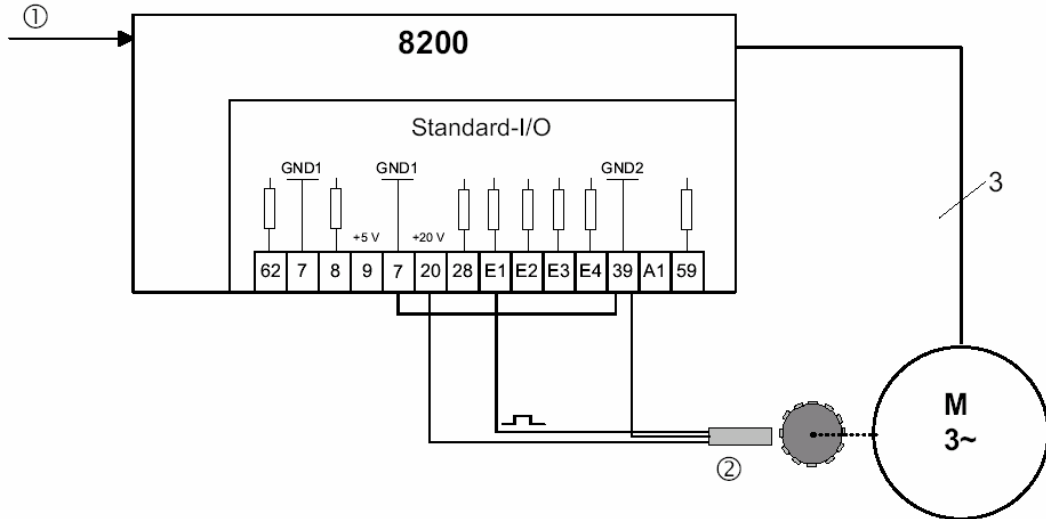 ①
8200
Standard-I/O
GND1 GND1 GND2
3
+5 V +20 V
62 7 8 9 7 20 28 E1 E2 E3 E4 39 A1 59
M
3~
②